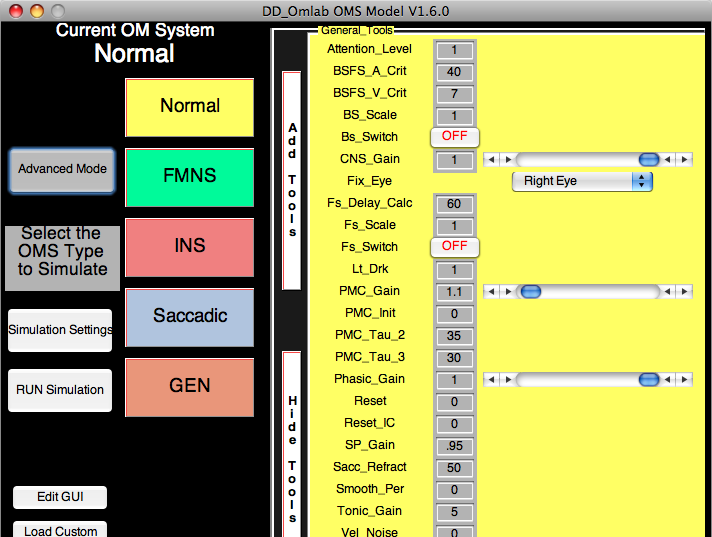 DD_Omlab OMS Model V1.6.0
Current OM System
Normal
Normal
Advanced Mode
FMNS
Select the
OMS Type
to Simulate
INS
Simulation Settings
Saccadic
RUN Simulation
GEN
Edit GUI
Load Custom
Add Tools
Hide Tools
General_Tools
Attention_Level 1
BSFS_A_Crit 40
BSFS_V_Crit 7
BS_Scale 1
Bs_Switch OFF
CNS_Gain 1
Fix_Eye Right Eye
Fs_Delay_Calc 60
Fs_Scale 1
Fs_Switch OFF
Lt_Drk 1
PMC_Gain 1.1
PMC_Init 0
PMC_Tau_2 35
PMC_Tau_3 30
Phasic_Gain 1
Reset 0
Reset_IC 0
SP_Gain .95
Sacc_Refract 50
Smooth_Per 0
Tonic_Gain 5
Vel_Noise 0